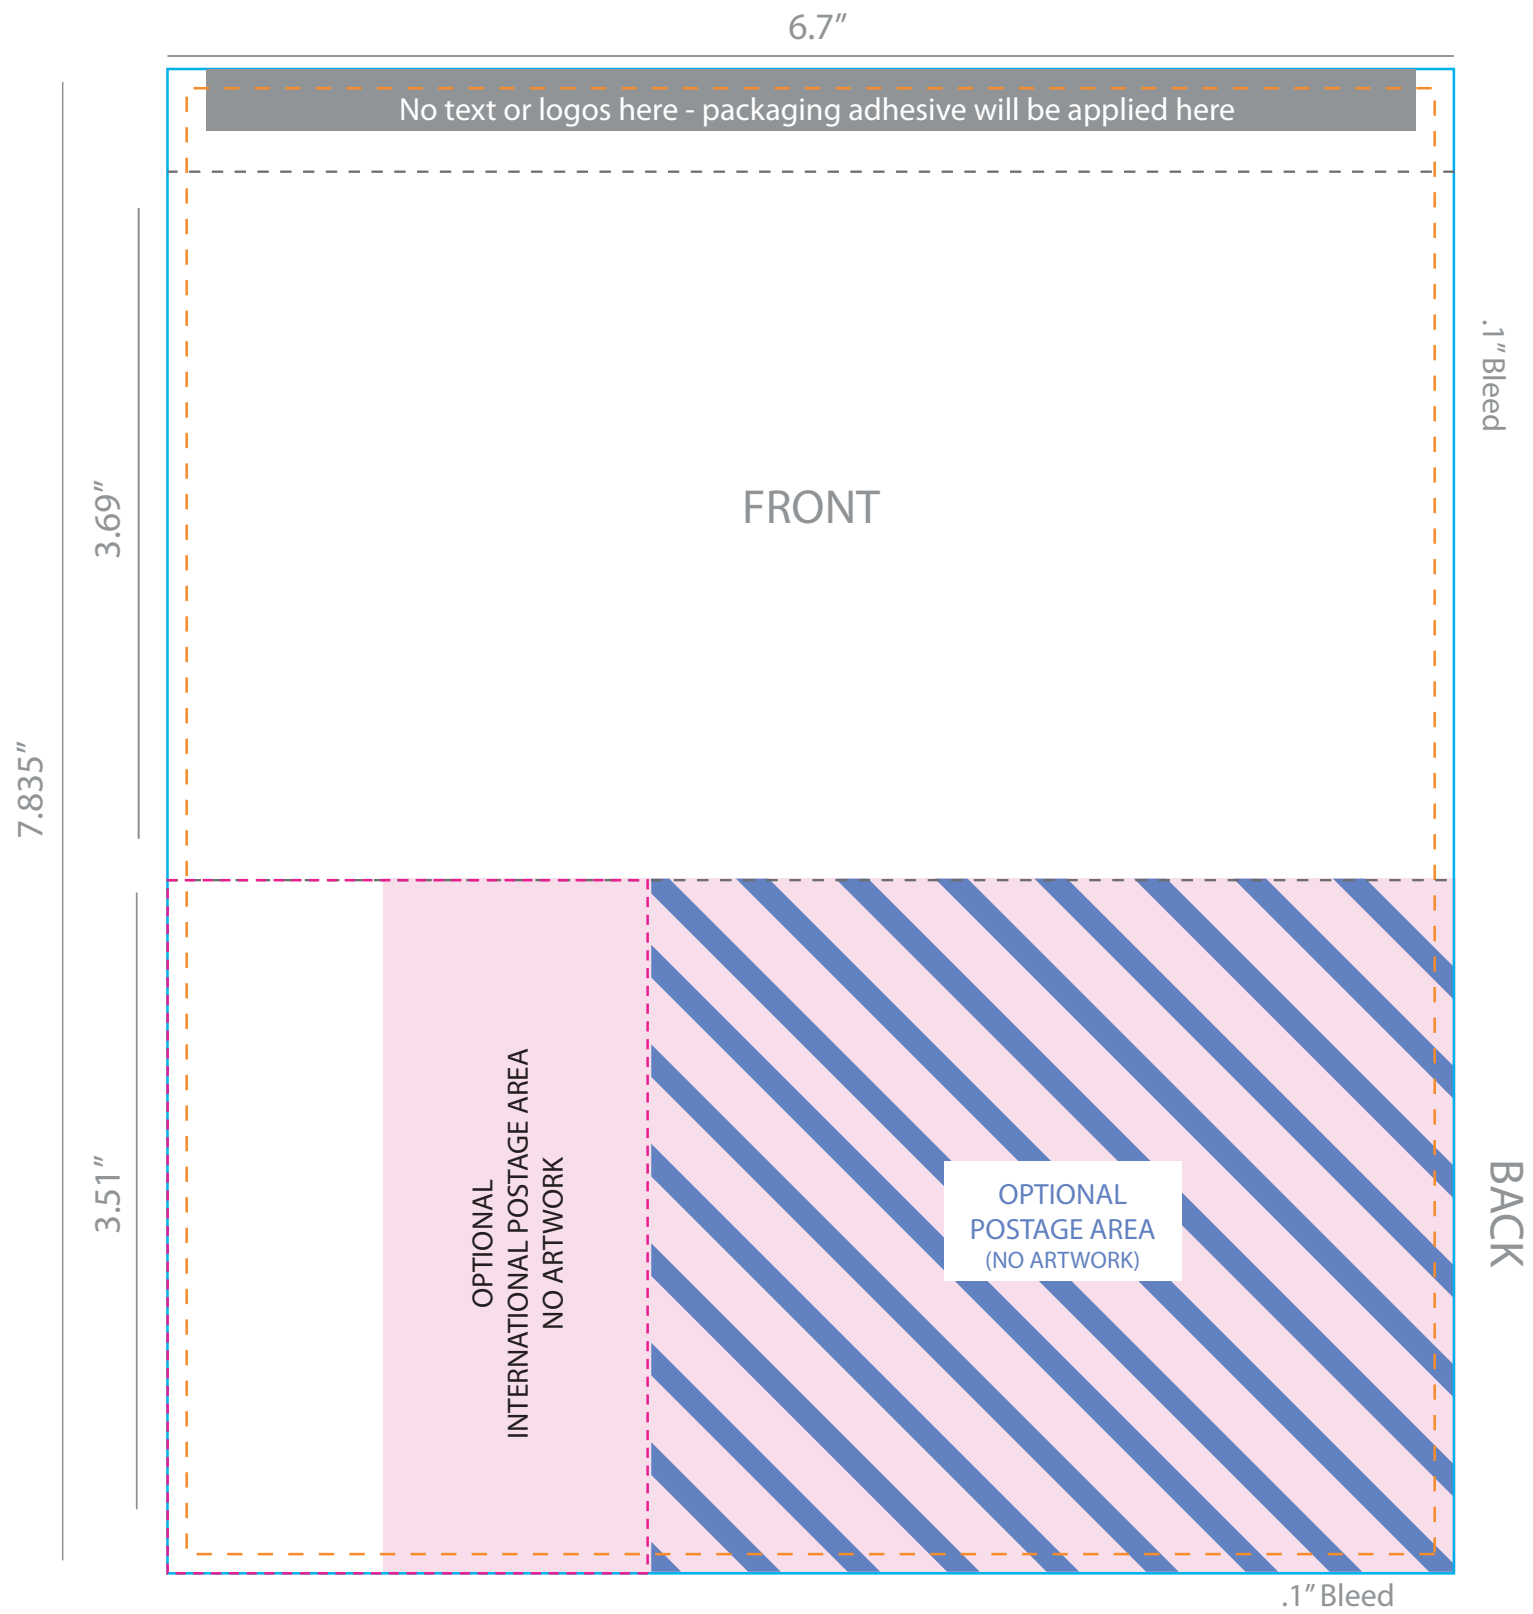 6.7”
No text or logos here - packaging adhesive will be applied here
.1” Bleed
FRONT
3.69”
7.835”
OPTIONAL
INTERNATIONAL POSTAGE AREA
NO ARTWORK
OPTIONAL
POSTAGE AREA
(NO ARTWORK)
3.51”
BACK
.1” Bleed